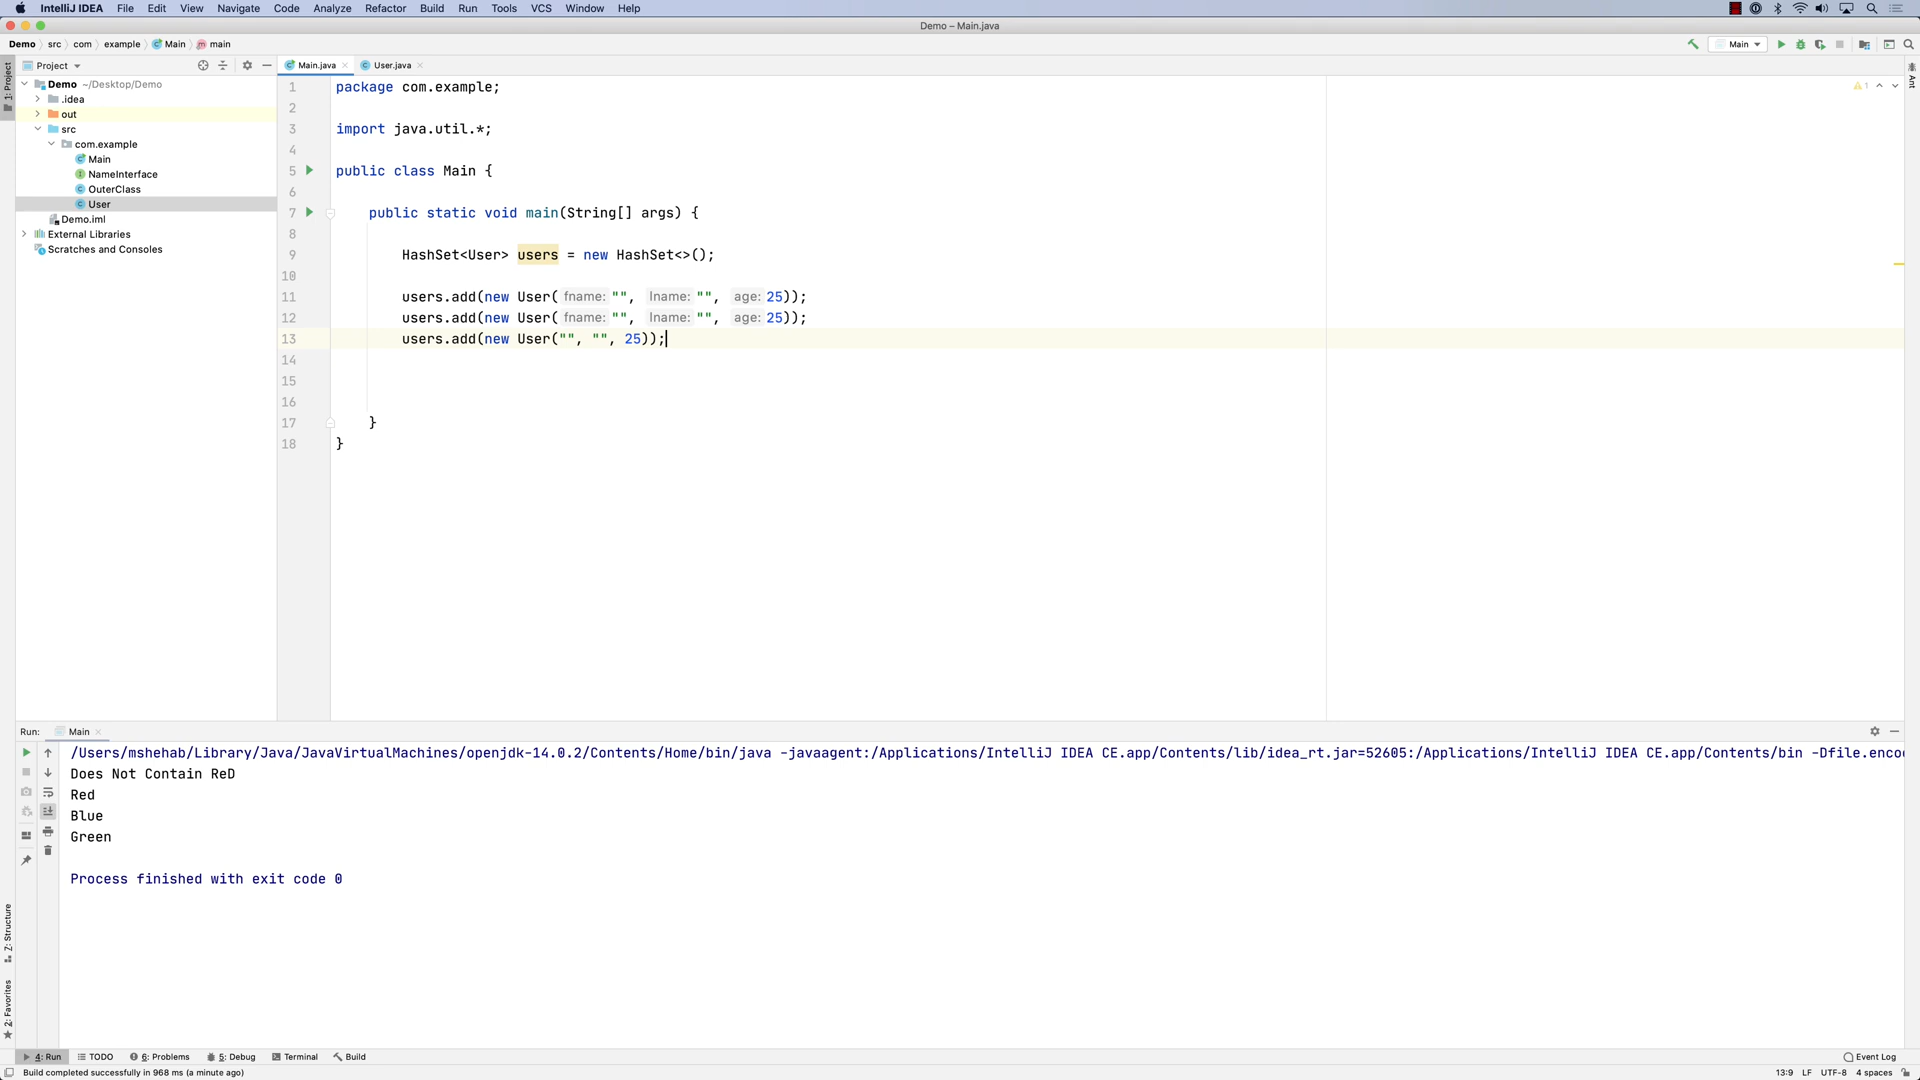 IntelliJ IDEA File Edit View Navigate Code Analyze Refactor Build Run Tools VCS Window Help
Demo – Main.java
Demo src com example Main main
Main
Project
Main.java User.java
1: Project
Ant
Demo ~/Desktop/Demo
.idea
out
src
com.example
Main
NameInterface
OuterClass
User
Demo.iml
External Libraries
Scratches and Consoles
1 package com.example;
2
3 import java.util.*;
4
5 public class Main {
6
7 public static void main(String[] args) {
8
9 HashSet<User> users = new HashSet<>();
10
11 users.add(new User( fname: "", lname: "", age: 25));
12 users.add(new User( fname: "", lname: "", age: 25));
13 users.add(new User("", "", 25));
14
15
16
17 }
18 }
1
Run: Main
/Users/mshehab/Library/Java/JavaVirtualMachines/openjdk-14.0.2/Contents/Home/bin/java -javaagent:/Applications/IntelliJ IDEA CE.app/Contents/lib/idea_rt.jar=52605:/Applications/IntelliJ IDEA CE.app/Contents/bin -Dfile.enco
Does Not Contain ReD
Red
Blue
Green
Process finished with exit code 0
Z: Structure
2: Favorites
4: Run TODO 6: Problems 5: Debug Terminal Build Event Log
Build completed successfully in 968 ms (a minute ago) 13:9 LF UTF-8 4 spaces